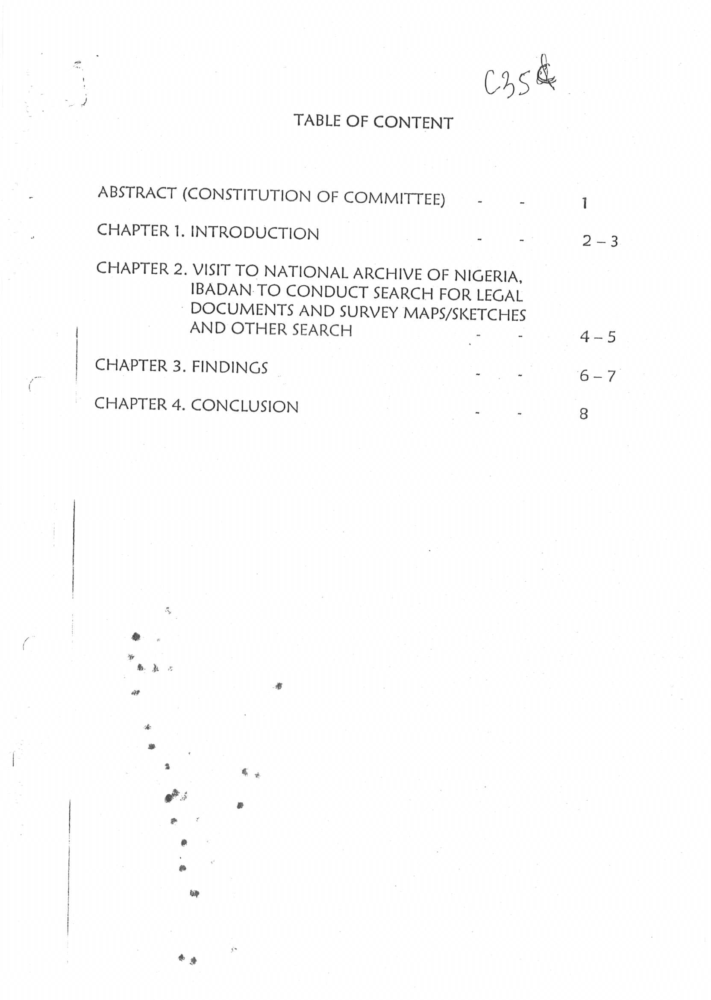 C35
TABLE OF CONTENT
ABSTRACT (CONSTITUTION OF COMMITTEE) - - 1
CHAPTER 1. INTRODUCTION - - 2 – 3
CHAPTER 2. VISIT TO NATIONAL ARCHIVE OF NIGERIA,
IBADAN TO CONDUCT SEARCH FOR LEGAL
DOCUMENTS AND SURVEY MAPS/SKETCHES
AND OTHER SEARCH - - 4 – 5
CHAPTER 3. FINDINGS - - 6 – 7
CHAPTER 4. CONCLUSION - - 8